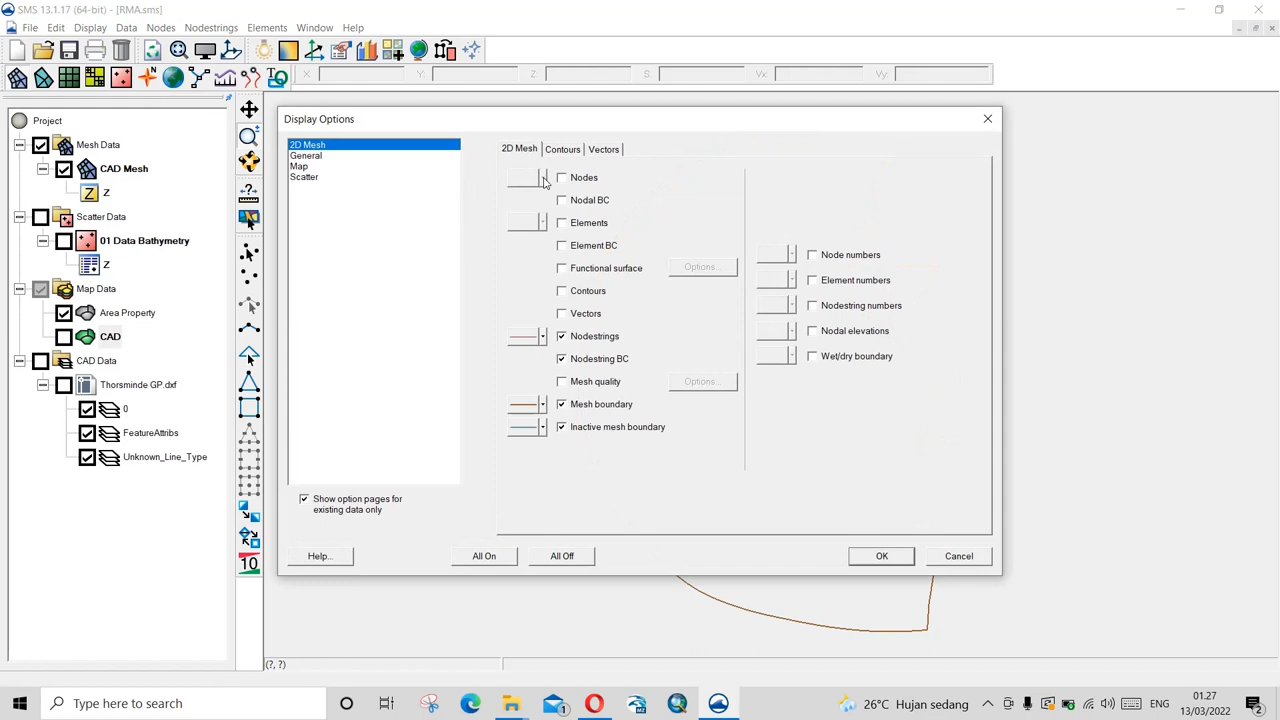 SMS 13.1.17 (64-bit) - [RMA.sms]
File Edit Display Data Nodes Nodestrings Elements Window Help
X Y: Z: S: Vx Vy
Project
Mesh Data
CAD Mesh
Z
Scatter Data
01 Data Bathymetry
Z
Map Data
Area Property
CAD
CAD Data
Thorsminde GP.dxf
0
FeatureAttribs
Unknown_Line_Type
10
Display Options
2D Mesh
General
Map
Scatter
Show option pages for
existing data only
2D Mesh Contours Vectors
Nodes
Nodal BC
Elements
Element BC
Functional surface Options...
Contours
Vectors
Nodestrings
Nodestring BC
Mesh quality Options...
Mesh boundary
Inactive mesh boundary
Node numbers
Element numbers
Nodestring numbers
Nodal elevations
Wet/dry boundary
Help... All On All Off OK Cancel
(?, ?)
Type here to search
1
26°C Hujan sedang
ENG
01.27
13/03/2022
2